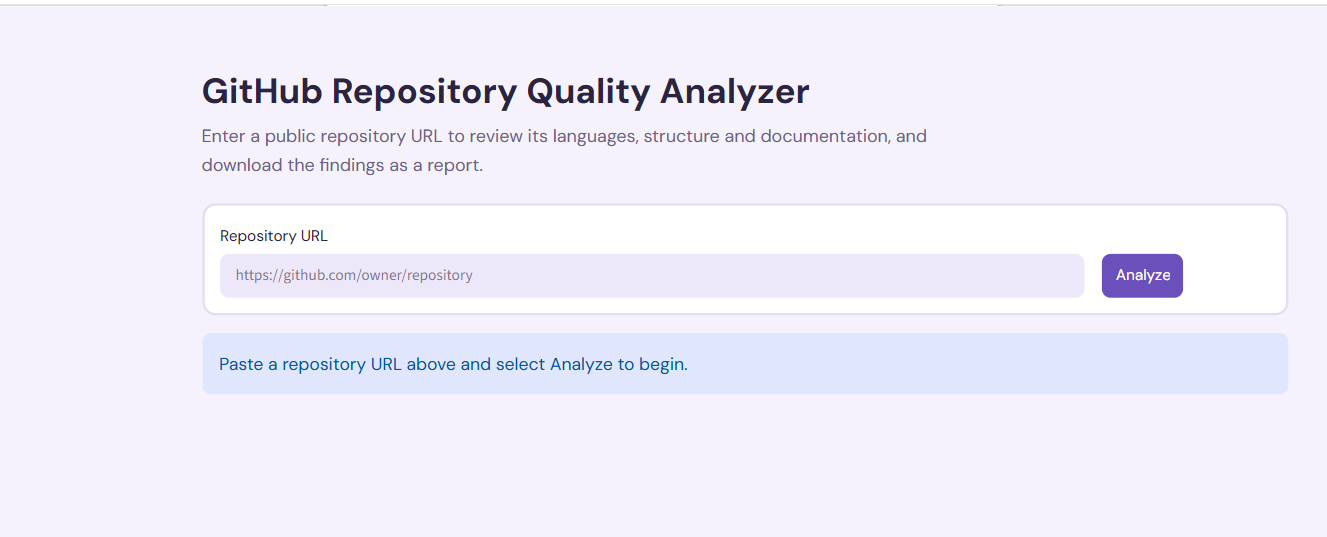 GitHub Repository Quality Analyzer
Enter a public repository URL to review its languages, structure and documentation, and
download the findings as a report.
Repository URL
https://github.com/owner/repository
Analyze
Paste a repository URL above and select Analyze to begin.